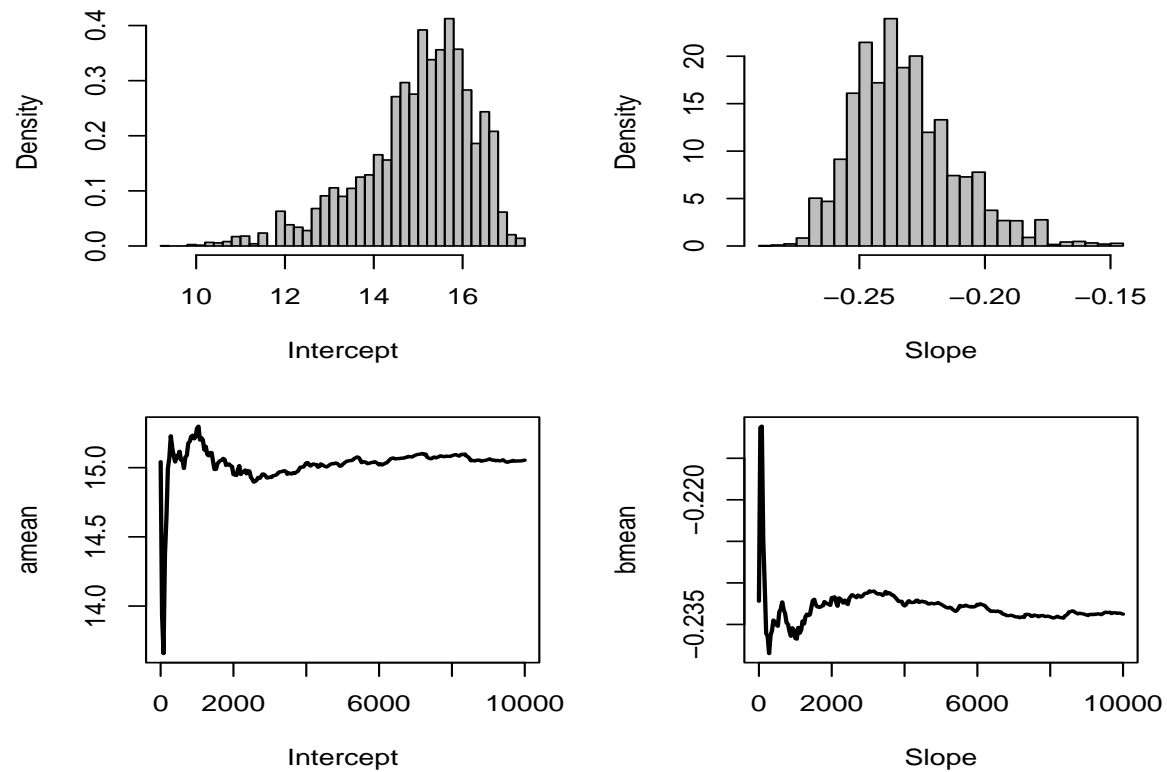 Density
0.0 0.1 0.2 0.3 0.4
10 12 14 16
Intercept
Density
0 5 10 15 20
−0.25 −0.20 −0.15
Slope
amean
14.0 14.5 15.0
0 2000 6000 10000
Intercept
bmean
−0.235 −0.220
0 2000 6000 10000
Slope